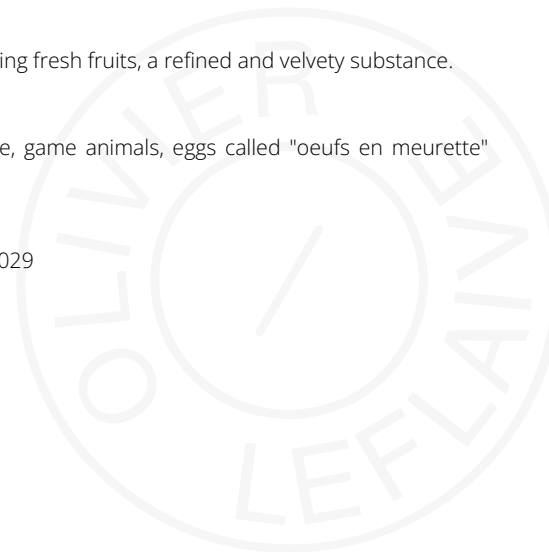 ing fresh fruits, a refined and velvety substance.
e, game animals, eggs called "oeufs en meurette"
029
OLIVIER LEFLAIVE